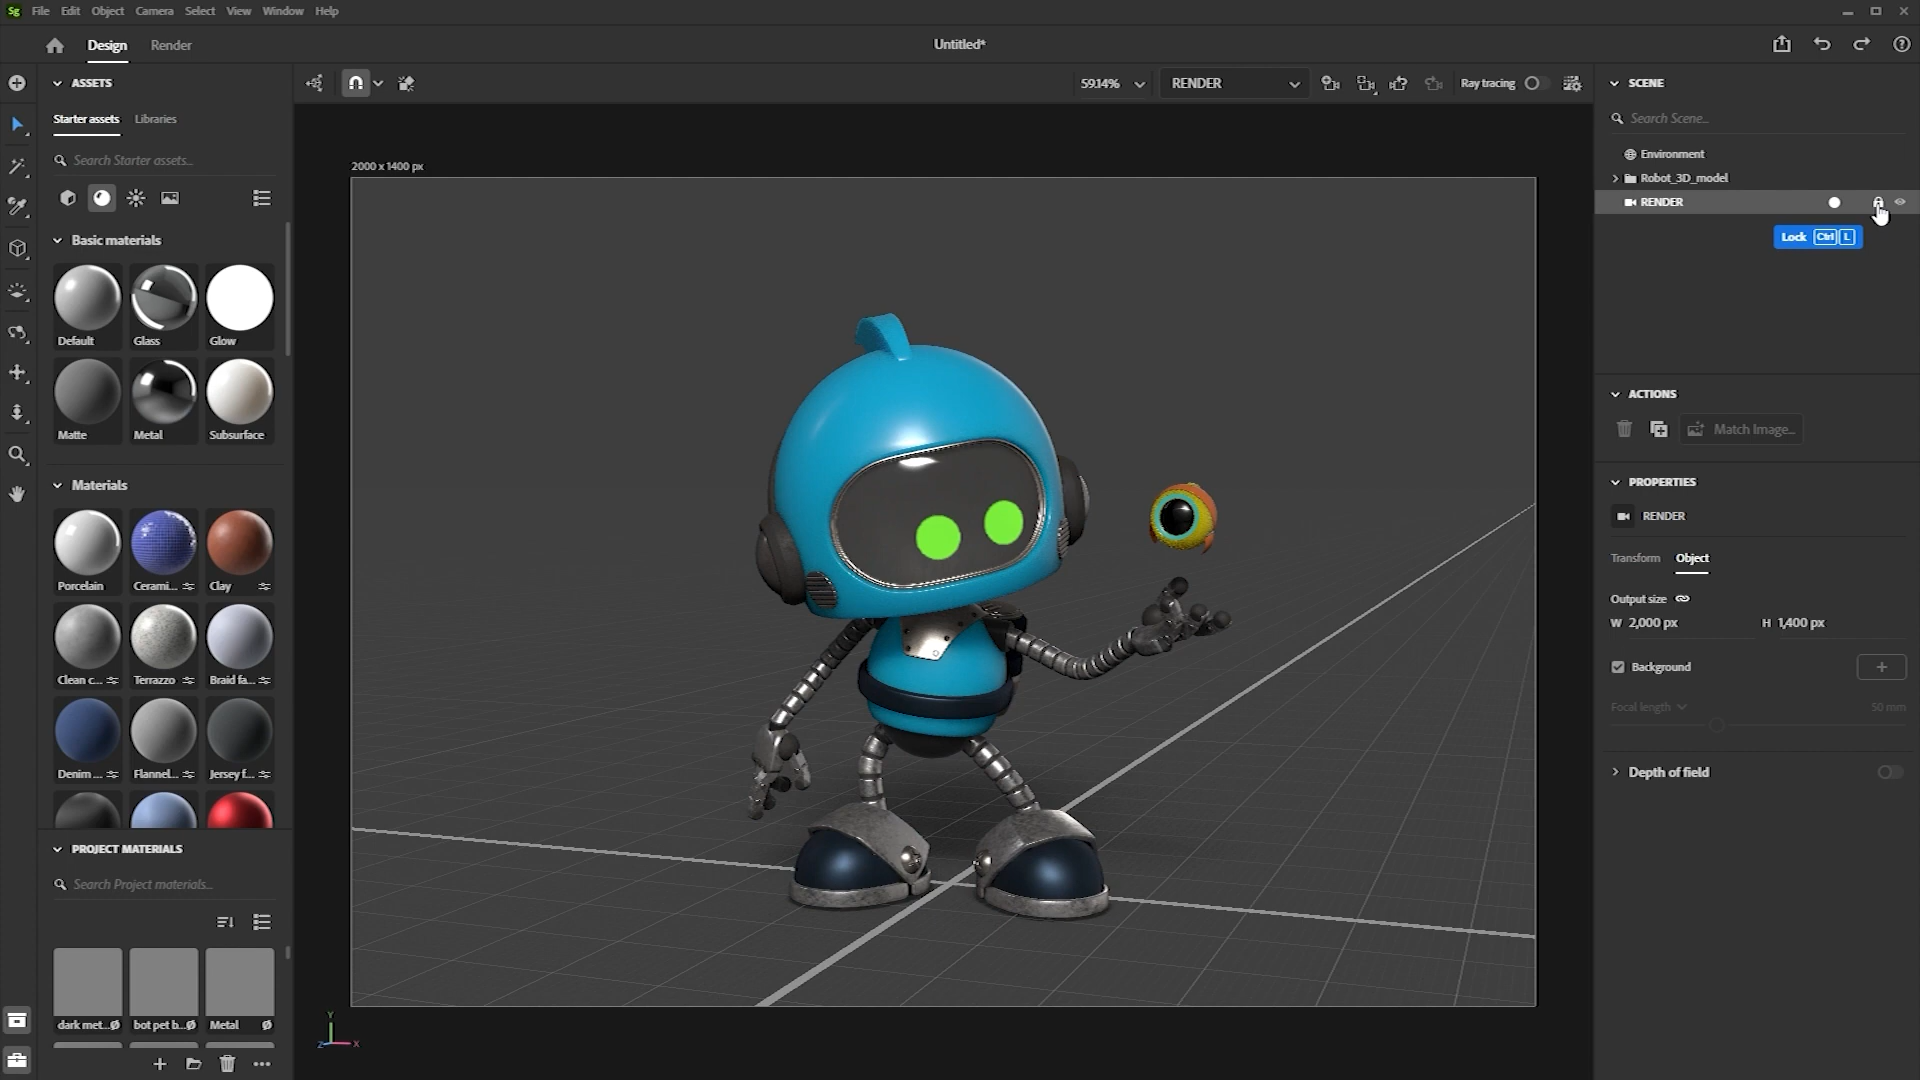 Sg File Edit Object Camera Select View Window Help
Design Render
Untitled*
ASSETS
Starter assets Libraries
Search Starter assets...
Basic materials
Default Glass Glow
Matte Metal Subsurface
Materials
Porcelain Cerami... Clay
Clean c... Terrazzo Braid fa...
Denim ... Flannel... Jersey f...
PROJECT MATERIALS
Search Project materials...
dark met... bot pet b... Metal
59.14% RENDER Ray tracing
2000 x 1400 px
Y
Z X
SCENE
Search Scene...
Environment
Robot_3D_model
RENDER
Lock Ctrl L
ACTIONS
Match Image...
PROPERTIES
RENDER
Transform Object
Output size
W 2,000 px H 1,400 px
Background
Focal length 50 mm
Depth of field